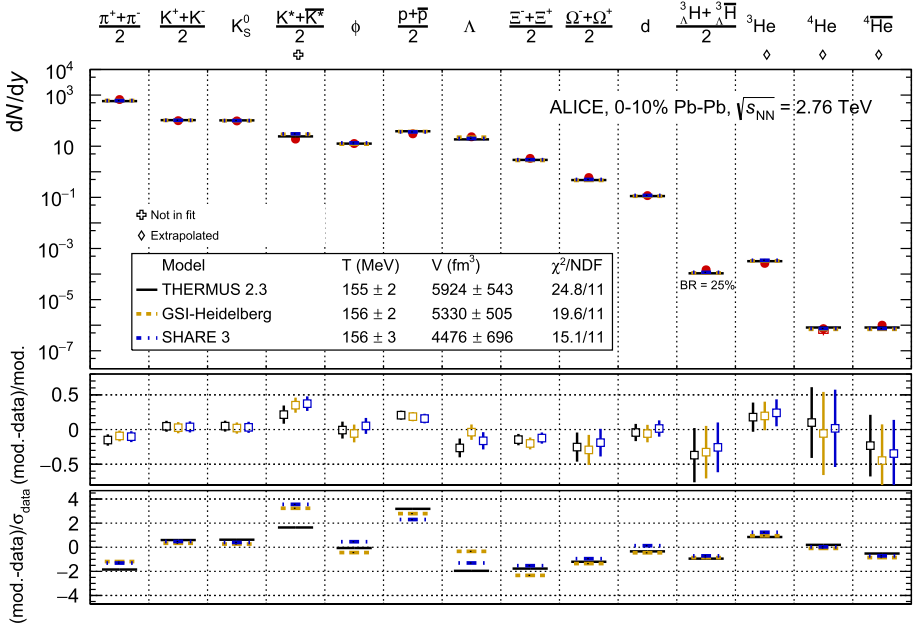 π⁺+π⁻/2 K⁺+K⁻/2 K⁰S K*+K̅*̅/2 ϕ p+p̅/2 Λ Ξ⁻+Ξ⁺/2 Ω⁻+Ω⁺/2 d ³ΛH+³ΛH̅/2 ³He ⁴He ⁴H̅e̅
dN/dy
10⁴
10³
10
10⁻¹
10⁻³
10⁻⁵
10⁻⁷
ALICE, 0-10% Pb-Pb, √sNN = 2.76 TeV
Not in fit
Extrapolated
BR = 25%
Model T (MeV) V (fm³) χ²/NDF
THERMUS 2.3 155 ± 2 5924 ± 543 24.8/11
GSI-Heidelberg 156 ± 2 5330 ± 505 19.6/11
SHARE 3 156 ± 3 4476 ± 696 15.1/11
(mod.-data)/mod.
0.5
0
−0.5
(mod.-data)/σdata
4
2
0
−2
−4